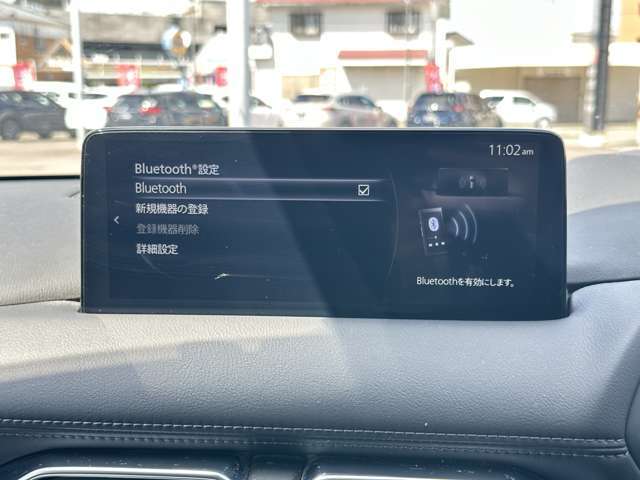 11:02 am
Bluetooth®設定
Bluetooth
新規機器の登録
登録機器削除
詳細設定
Bluetoothを有効にします。